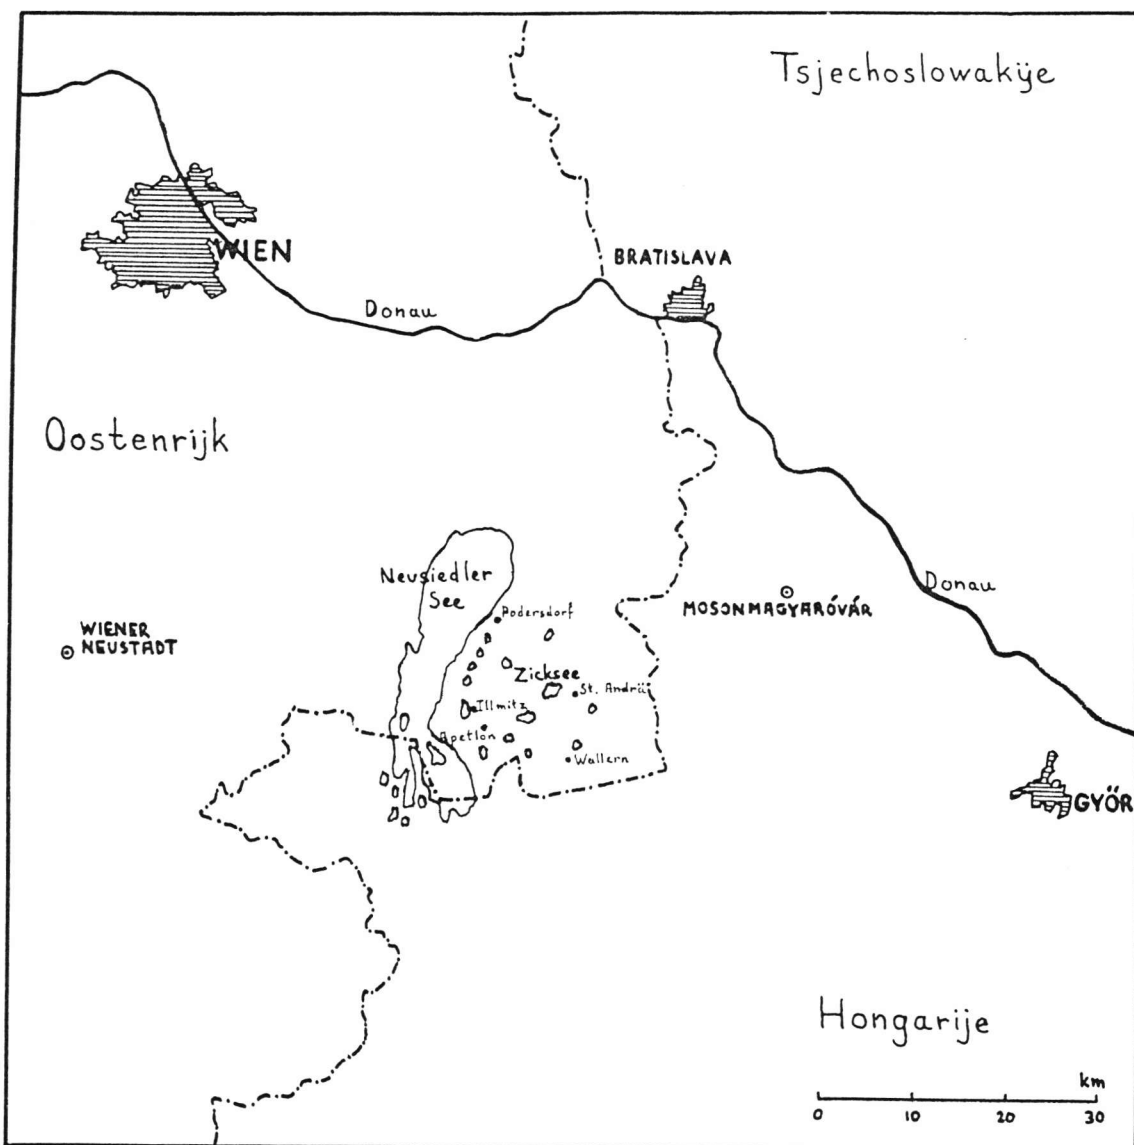 Tsjechoslowakije
WIEN
BRATISLAVA
Donau
Oostenrijk
Neusiedler
See
Donau
Podersdorf
MOSONMAGYARÓVÁR
WIENER
NEUSTADT
Zicksee
St. Andrä
Illmitz
Apetlon
Wallern
GYŐR
Hongarije
km
0 10 20 30